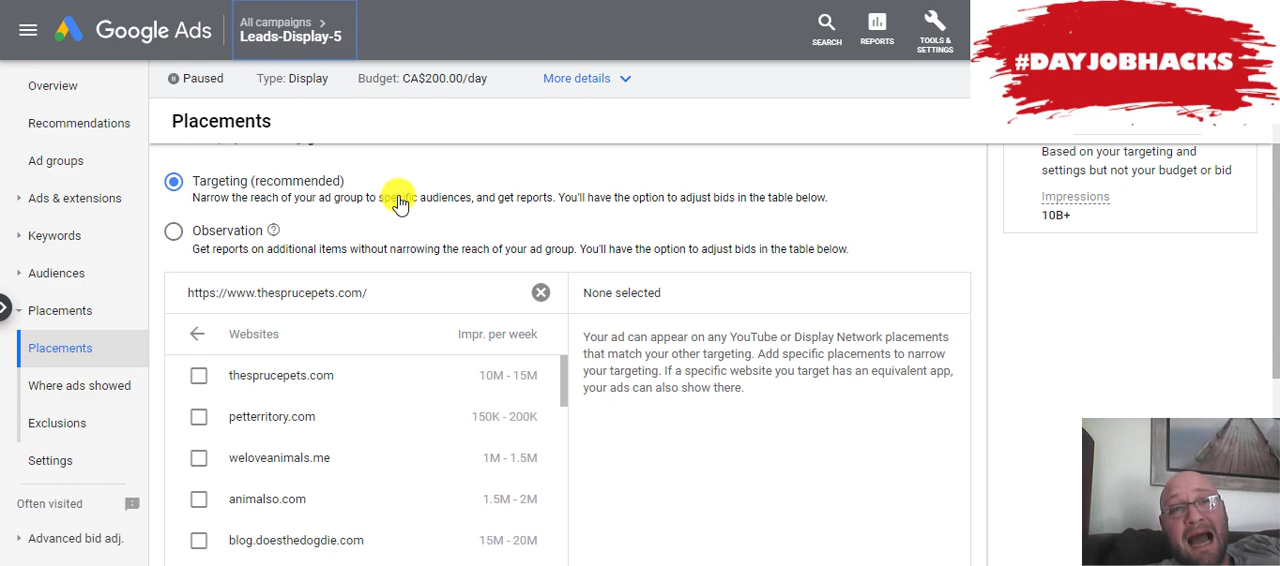 Google Ads
All campaigns
Leads-Display-5
SEARCH
REPORTS
TOOLS &
SETTINGS
#DAYJOBHACKS
Overview
Recommendations
Ad groups
Ads & extensions
Keywords
Audiences
Placements
Placements
Where ads showed
Exclusions
Settings
Often visited
Advanced bid adj.
Paused
Type: Display
Budget: CA$200.00/day
More details
Placements
Targeting (recommended)
Narrow the reach of your ad group to specific audiences, and get reports. You'll have the option to adjust bids in the table below.
Observation
Get reports on additional items without narrowing the reach of your ad group. You'll have the option to adjust bids in the table below.
https://www.thesprucepets.com/
Websites Impr. per week
thesprucepets.com 10M - 15M
petterritory.com 150K - 200K
weloveanimals.me 1M - 1.5M
animalso.com 1.5M - 2M
blog.doesthedogdie.com 15M - 20M
None selected
Your ad can appear on any YouTube or Display Network placements
that match your other targeting. Add specific placements to narrow
your targeting. If a specific website you target has an equivalent app,
your ads can also show there.
Based on your targeting and
settings but not your budget or bid
Impressions
10B+